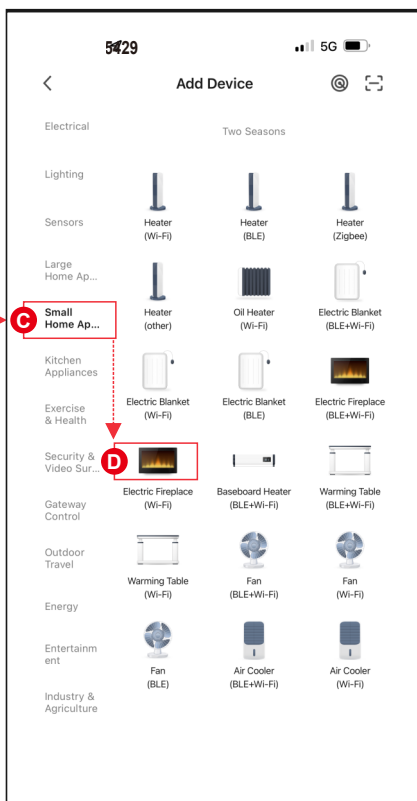 5G
Add Device
Electrical
Lighting
Sensors
Large
Home Ap...
C
Small
Home Ap...
Kitchen
Appliances
Exercise
& Health
Security &
Video Sur...
Gateway
Control
Outdoor
Travel
Energy
Entertainm
ent
Industry &
Agriculture
Two Seasons
Heater
(Wi-Fi)
Heater
(BLE)
Heater
(Zigbee)
Heater
(other)
Oil Heater
(Wi-Fi)
Electric Blanket
(BLE+Wi-Fi)
Electric Blanket
(Wi-Fi)
Electric Blanket
(BLE)
Electric Fireplace
(BLE+Wi-Fi)
D
Electric Fireplace
(Wi-Fi)
Baseboard Heater
(BLE+Wi-Fi)
Warming Table
(BLE+Wi-Fi)
Warming Table
(Wi-Fi)
Fan
(BLE+Wi-Fi)
Fan
(Wi-Fi)
Fan
(BLE)
Air Cooler
(BLE+Wi-Fi)
Air Cooler
(Wi-Fi)